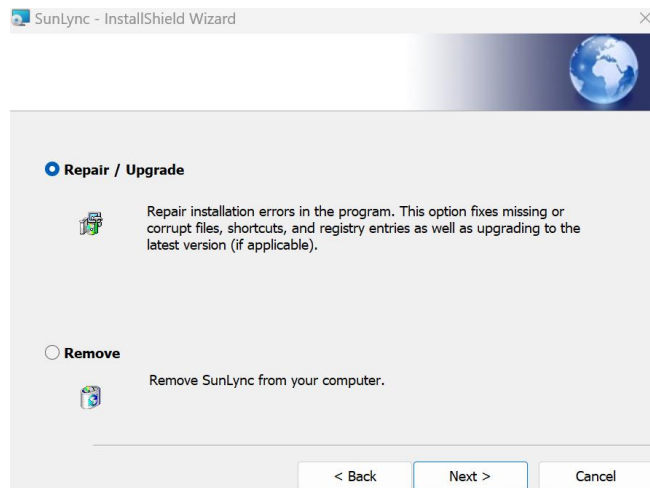 SunLync - InstallShield Wizard
Repair / Upgrade
Repair installation errors in the program. This option fixes missing or
corrupt files, shortcuts, and registry entries as well as upgrading to the
latest version (if applicable).
Remove
Remove SunLync from your computer.
< Back
Next >
Cancel